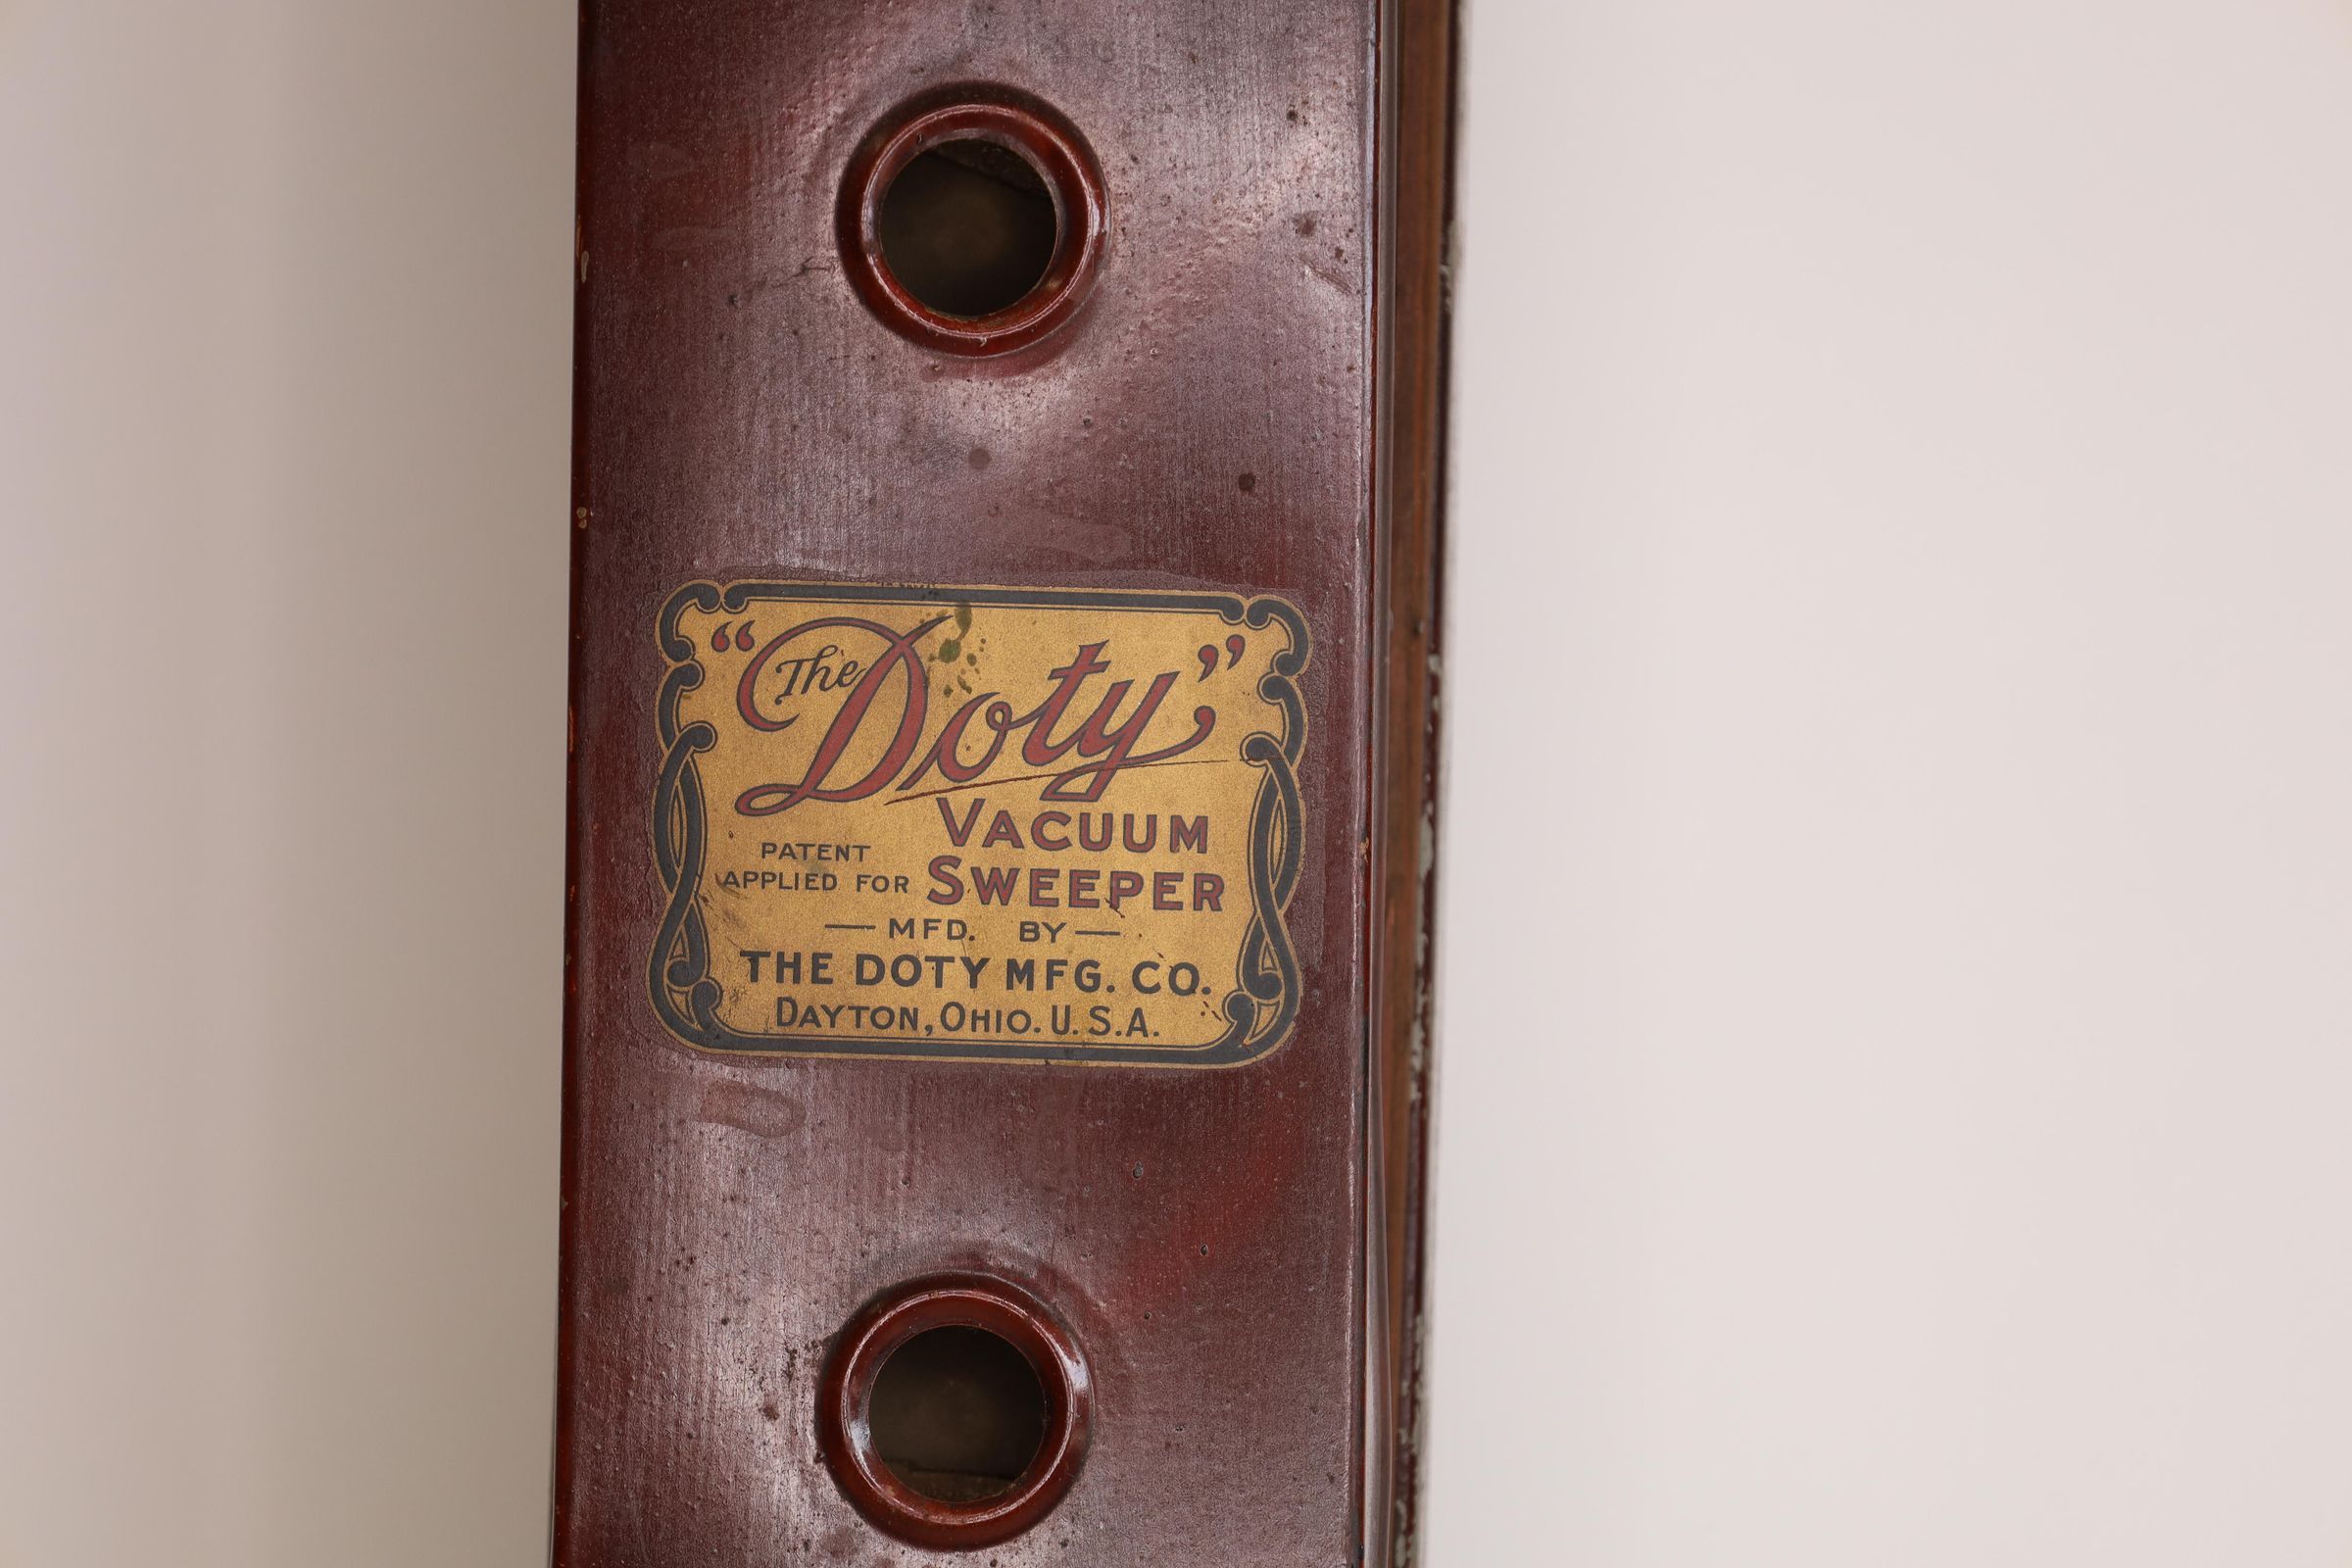 “The Doty”
VACUUM
PATENT
APPLIED FOR SWEEPER
— MFD. BY —
THE DOTY MFG. CO.
DAYTON, OHIO. U.S.A.